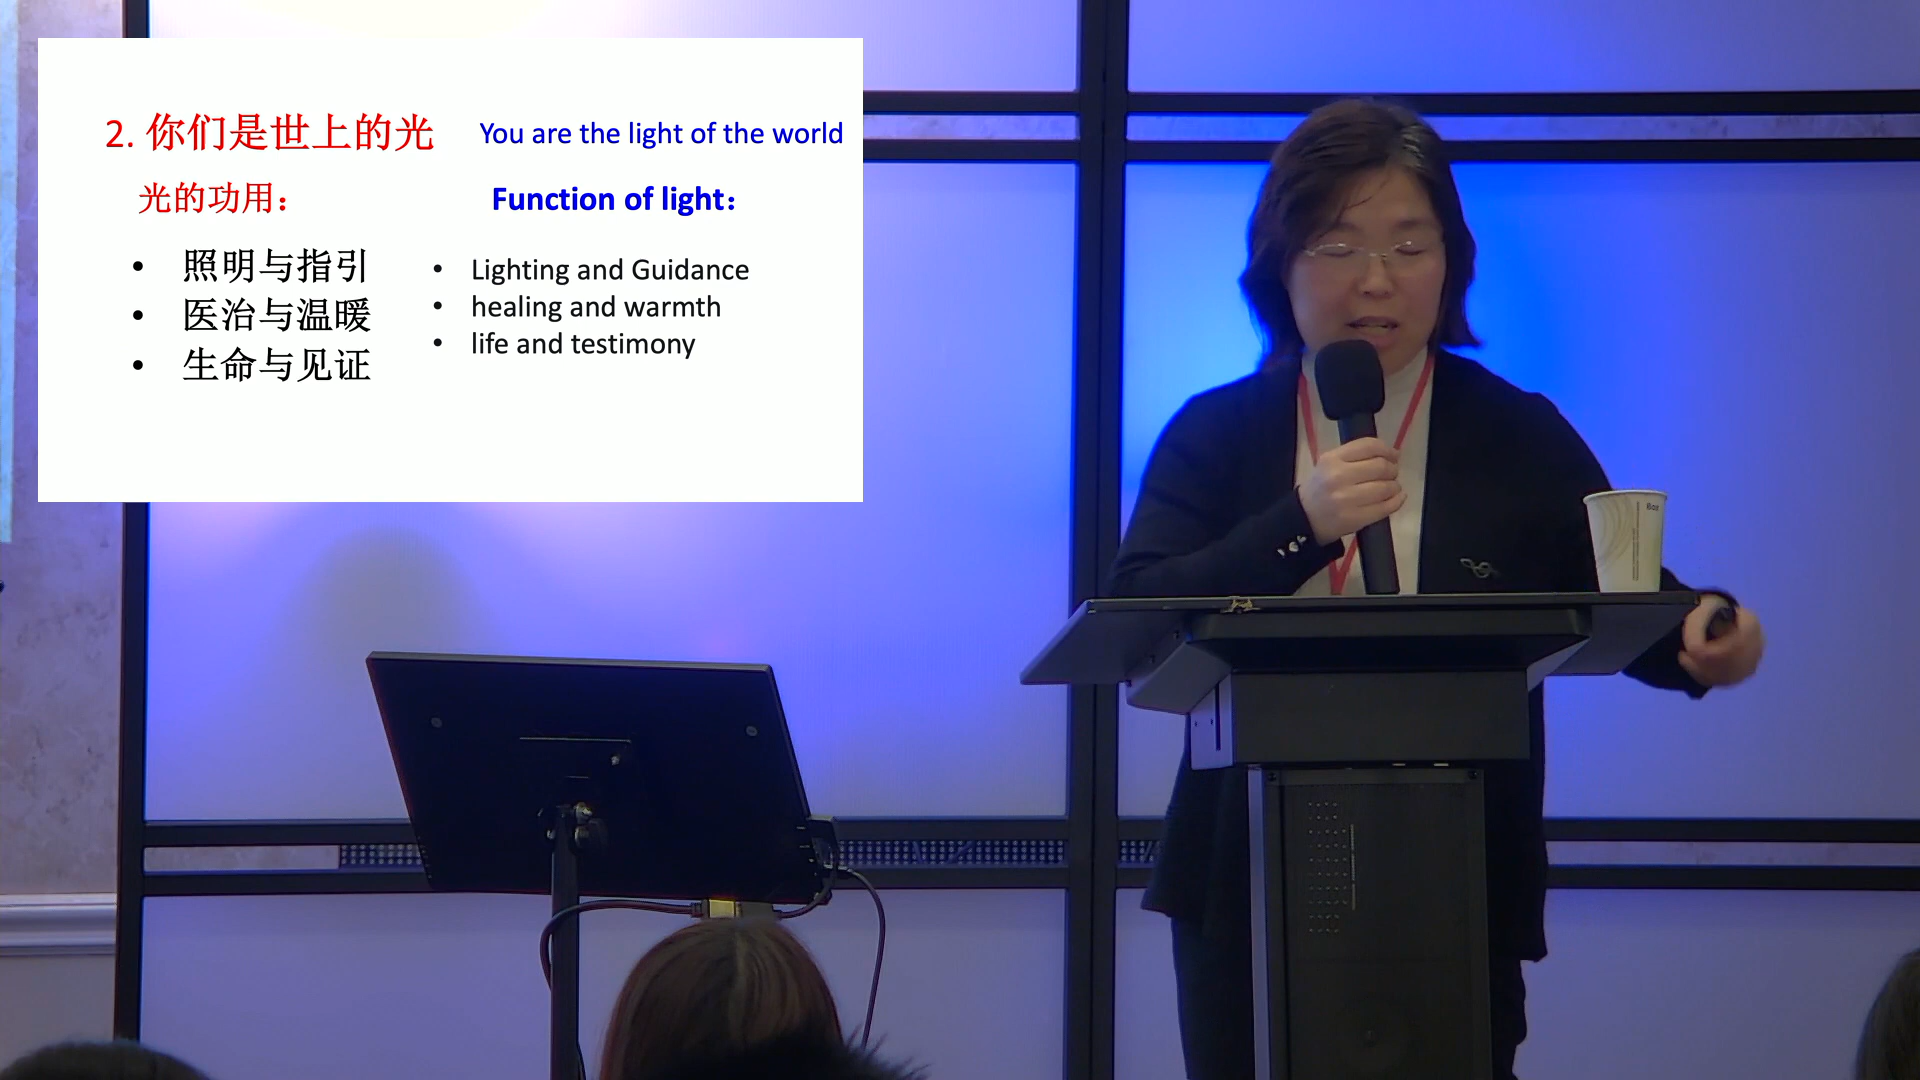 2. 你们是世上的光 You are the light of the world
光的功用： Function of light：
• 照明与指引
• 医治与温暖
• 生命与见证
• Lighting and Guidance
• healing and warmth
• life and testimony